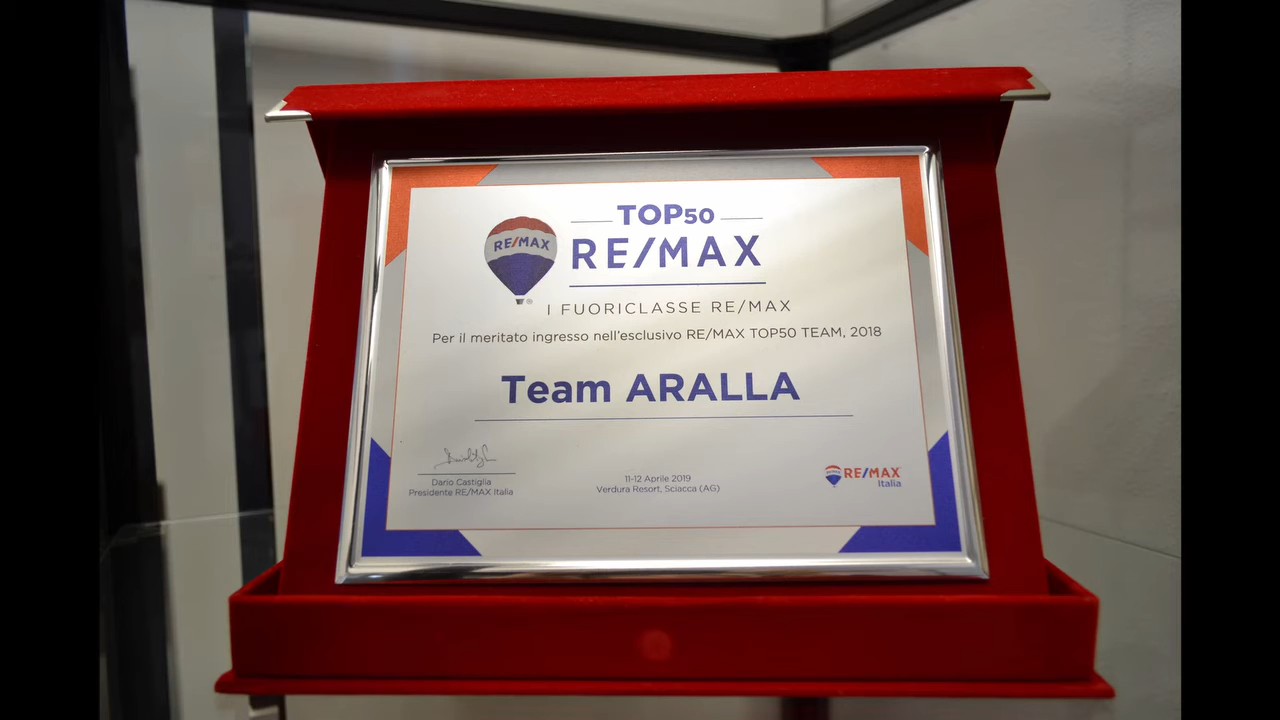 TOP50
RE/MAX
RE/MAX
I FUORICLASSE RE/MAX
Per il meritato ingresso nell'esclusivo RE/MAX TOP50 TEAM, 2018
Team ARALLA
Dario Castiglia
Presidente RE/MAX Italia
11-12 Aprile 2019
Verdura Resort, Sciacca (AG)
RE/MAX
Italia